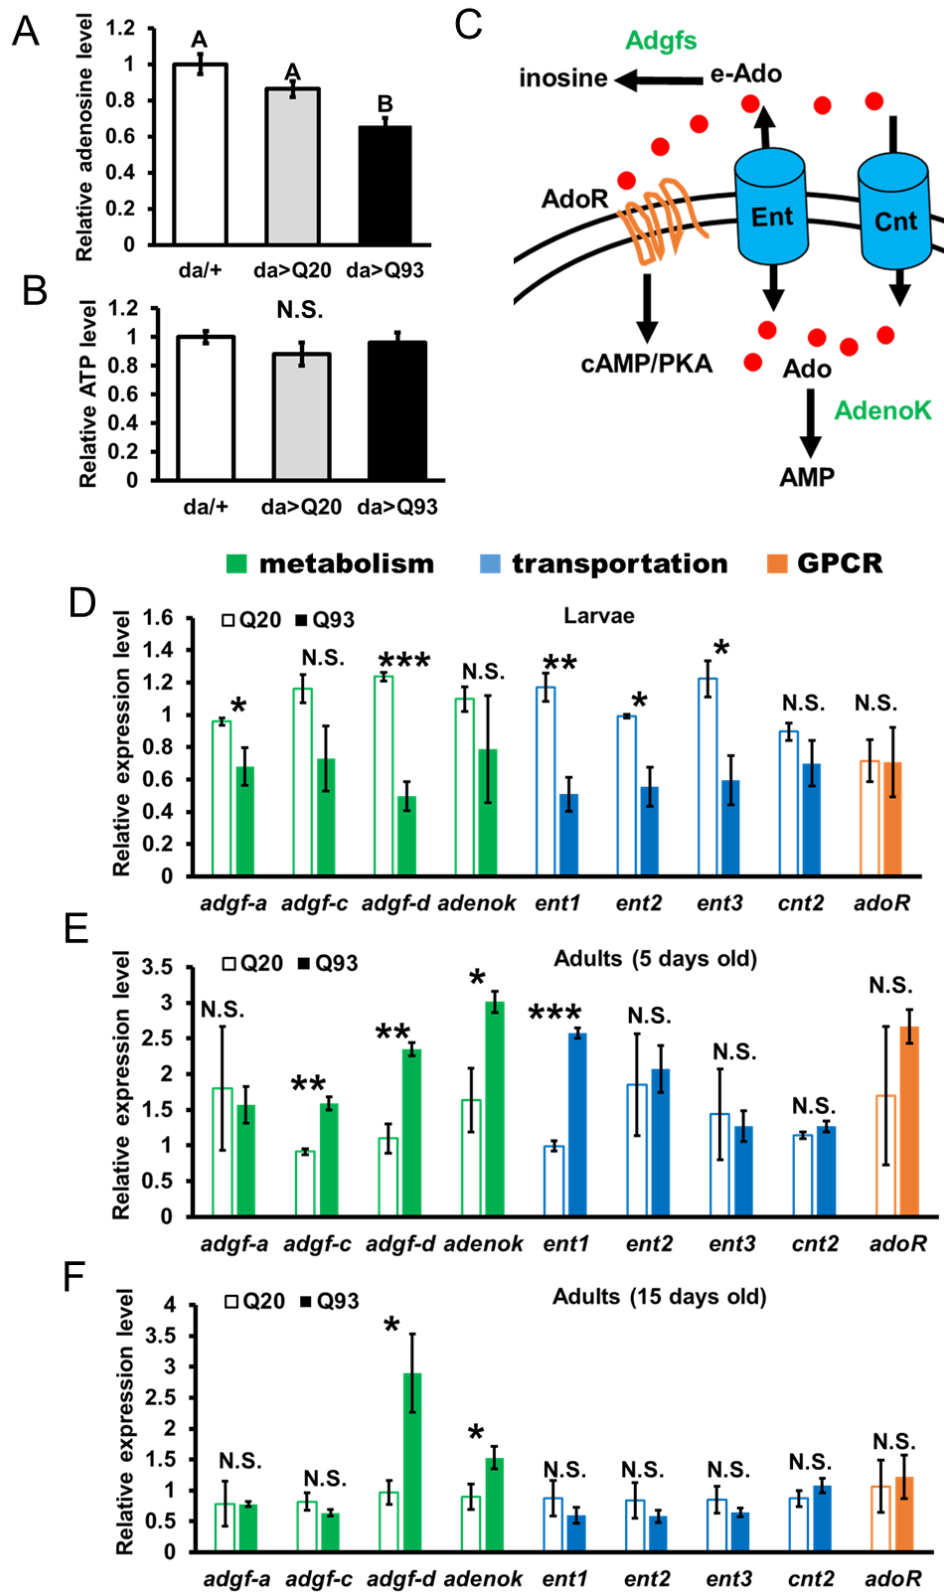 A
Relative adenosine level
1.2
1
0.8
0.6
0.4
0.2
0
A
A
B
da/+
da>Q20
da>Q93
B
Relative ATP level
1.2
1
0.8
0.6
0.4
0.2
0
N.S.
da/+
da>Q20
da>Q93
C
Adgfs
inosine
e-Ado
AdoR
Ent
Cnt
cAMP/PKA
Ado
AdenoK
AMP
metabolism
transportation
GPCR
D
Relative expression level
1.6
1.4
1.2
1
0.8
0.6
0.4
0.2
0
Q20
Q93
Larvae
*
N.S.
***
N.S.
**
*
*
N.S.
N.S.
adgf-a
adgf-c
adgf-d
adenok
ent1
ent2
ent3
cnt2
adoR
E
Relative expression level
3.5
3
2.5
2
1.5
1
0.5
0
Q20
Q93
Adults (5 days old)
N.S.
**
**
*
***
N.S.
N.S.
N.S.
N.S.
adgf-a
adgf-c
adgf-d
adenok
ent1
ent2
ent3
cnt2
adoR
F
Relative expression level
4
3.5
3
2.5
2
1.5
1
0.5
0
Q20
Q93
Adults (15 days old)
N.S.
N.S.
*
*
N.S.
N.S.
N.S.
N.S.
N.S.
adgf-a
adgf-c
adgf-d
adenok
ent1
ent2
ent3
cnt2
adoR